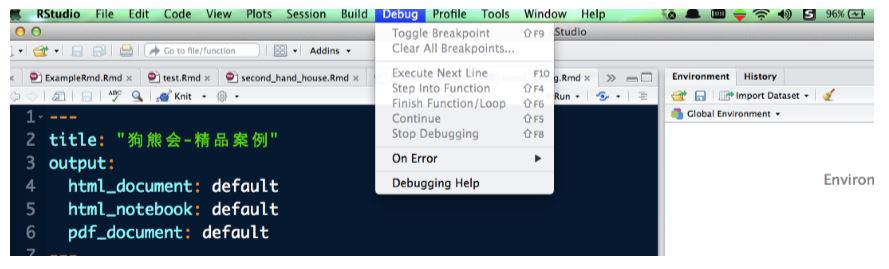 RStudio File Edit Code View Plots Session Build Debug Profile Tools Window Help 96%
Studio
Toggle Breakpoint ⇧F9
Clear All Breakpoints...
Execute Next Line F10
Step Into Function ⇧F4
Finish Function/Loop ⇧F6
Continue ⇧F5
Stop Debugging ⇧F8
On Error
Debugging Help
Go to file/function Addins
ExampleRmd.Rmd × test.Rmd × second_hand_house.Rmd × g.Rmd ×
ABC Knit Run
Environment History
Import Dataset
Global Environment
Environ
1 ---
2 title: "狗熊会-精品案例"
3 output:
4 html_document: default
5 html_notebook: default
6 pdf_document: default
7 ---